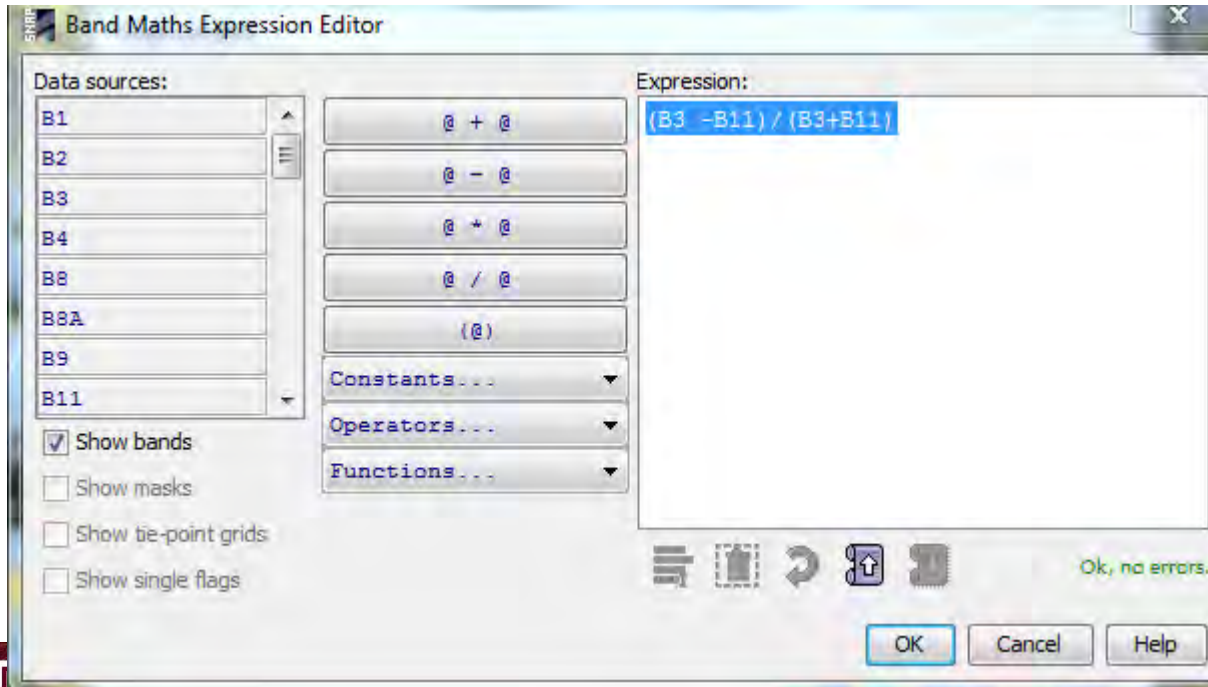 Band Maths Expression Editor
Data sources:
B1
B2
B3
B4
B8
B8A
B9
B11
Show bands
Show masks
Show tie-point grids
Show single flags
@ + @
@ - @
@ * @
@ / @
(@)
Constants...
Operators...
Functions...
Expression:
(B3 -B11)/(B3+B11)
Ok, no errors.
OK
Cancel
Help